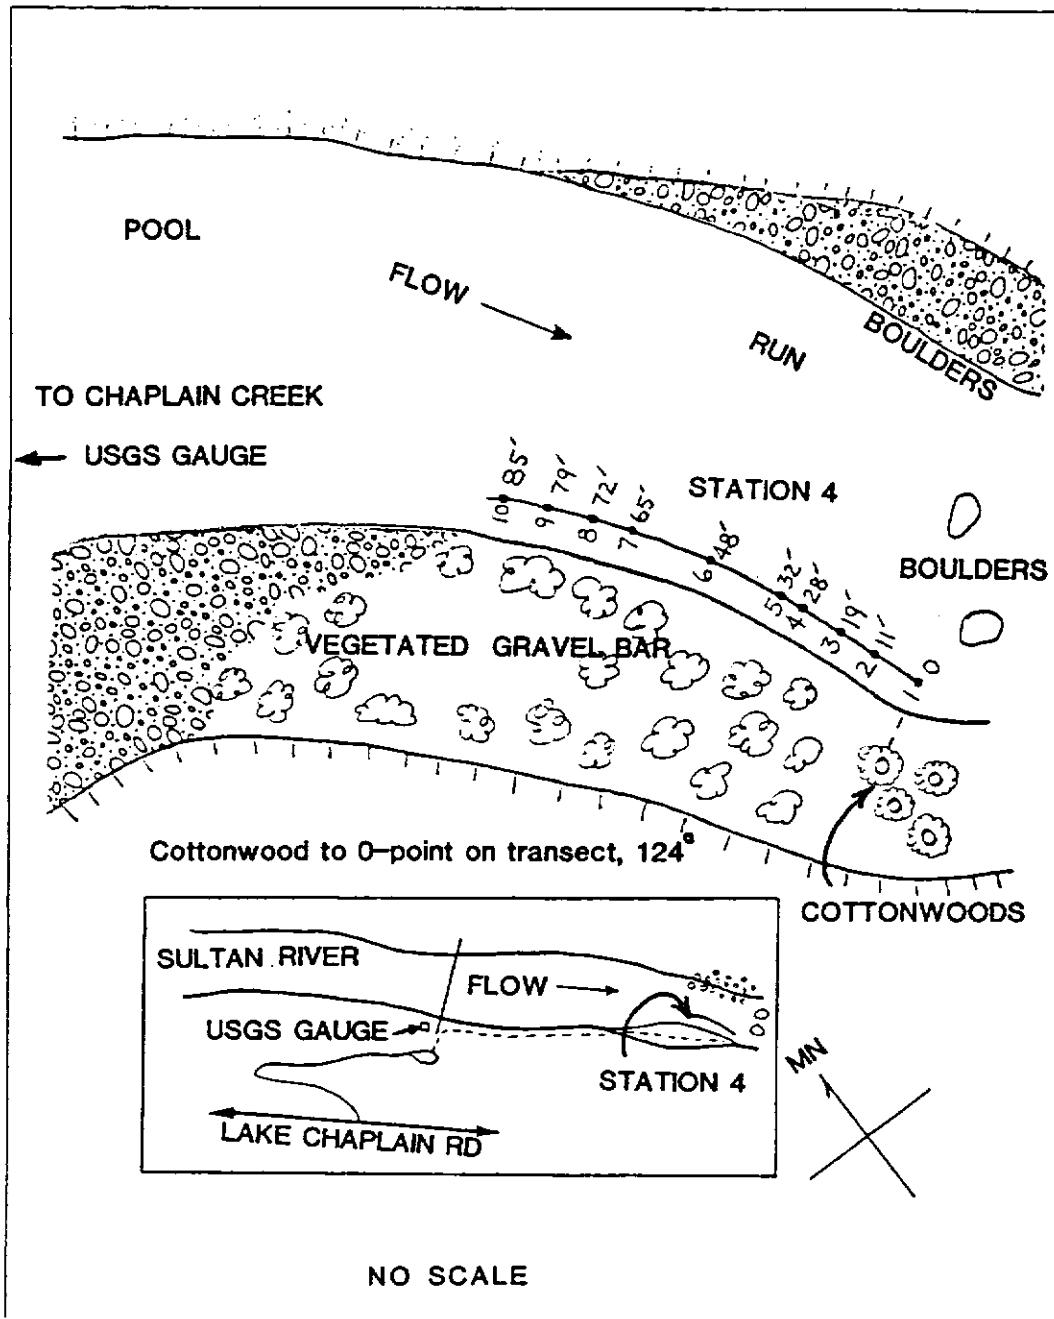 POOL
FLOW
RUN
BOULDERS
TO CHAPLAIN CREEK
USGS GAUGE
STATION 4
85' 79' 72' 65' 48' 32' 28' 19' 11' 0
10 9 8 7 6 5 4 3 2 1
BOULDERS
VEGETATED GRAVEL BAR
Cottonwood to 0-point on transect, 124°
COTTONWOODS
SULTAN RIVER
FLOW
USGS GAUGE
STATION 4
LAKE CHAPLAIN RD
MN
NO SCALE